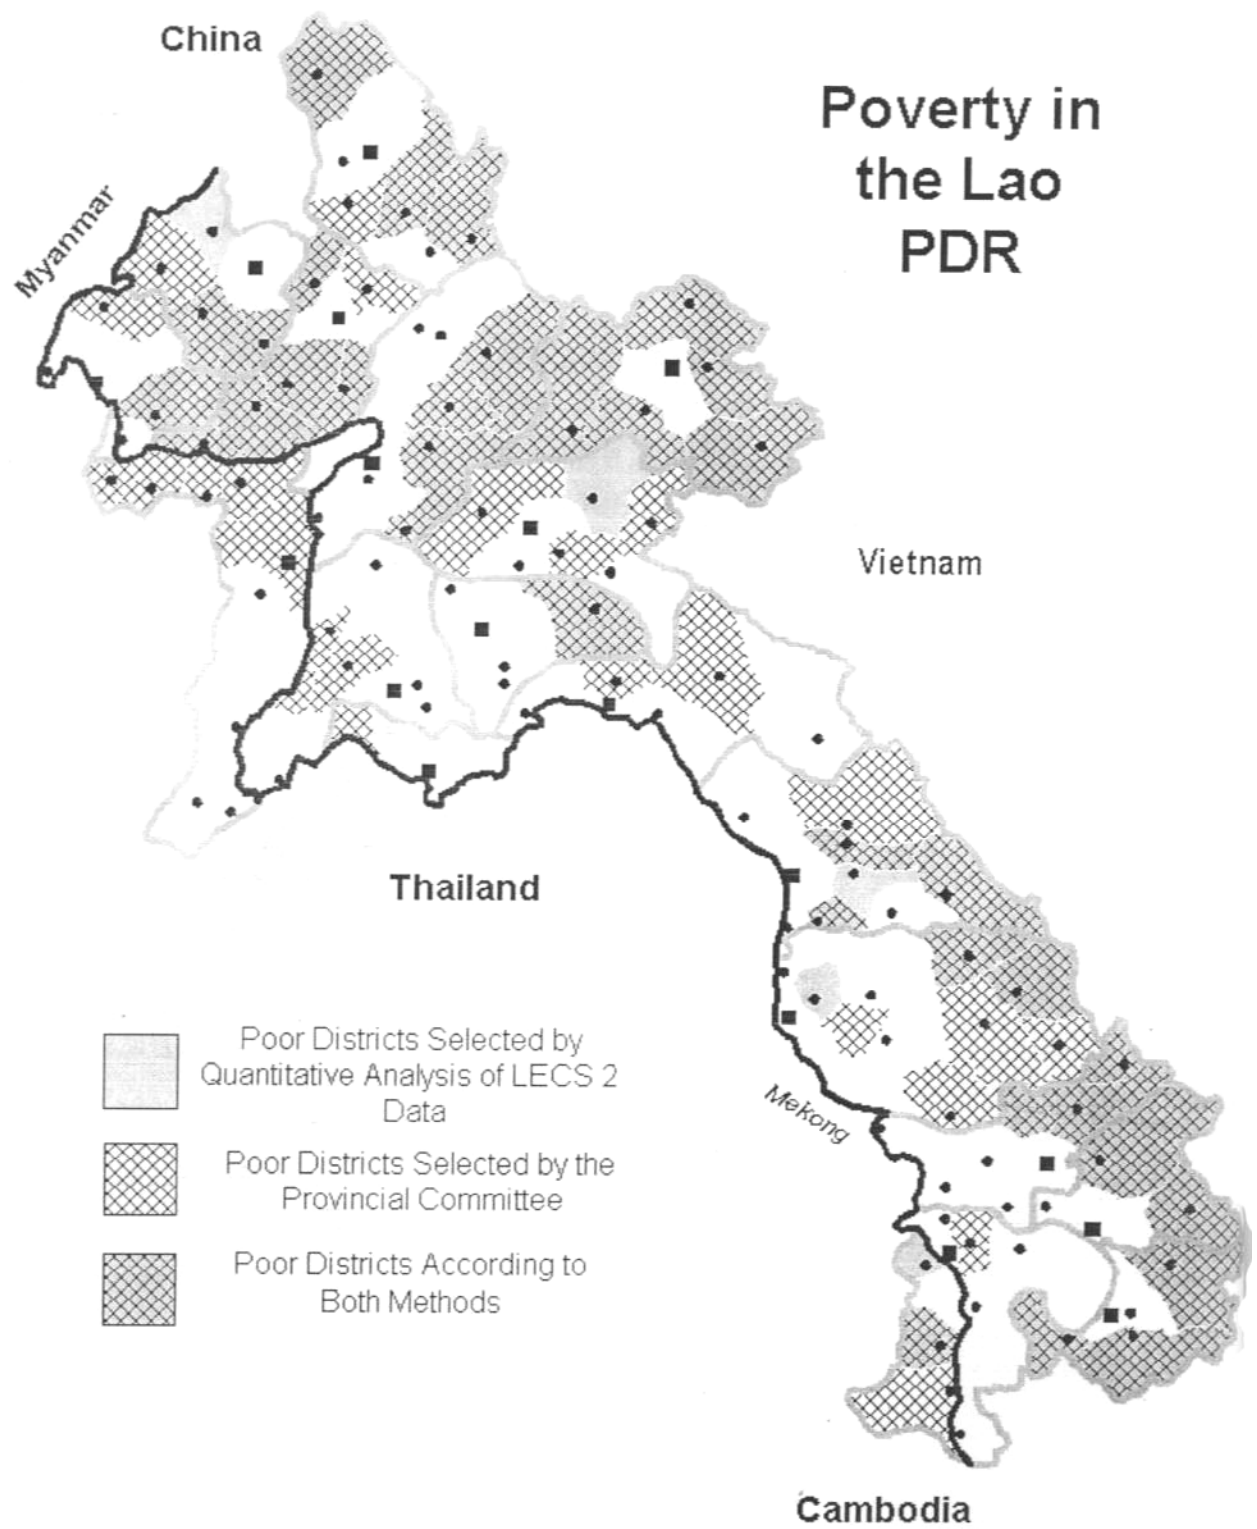 China
Poverty in
the Lao
PDR
Myanmar
Vietnam
Thailand
Poor Districts Selected by
Quantitative Analysis of LECS 2
Data
Mekong
Poor Districts Selected by the
Provincial Committee
Poor Districts According to
Both Methods
Cambodia